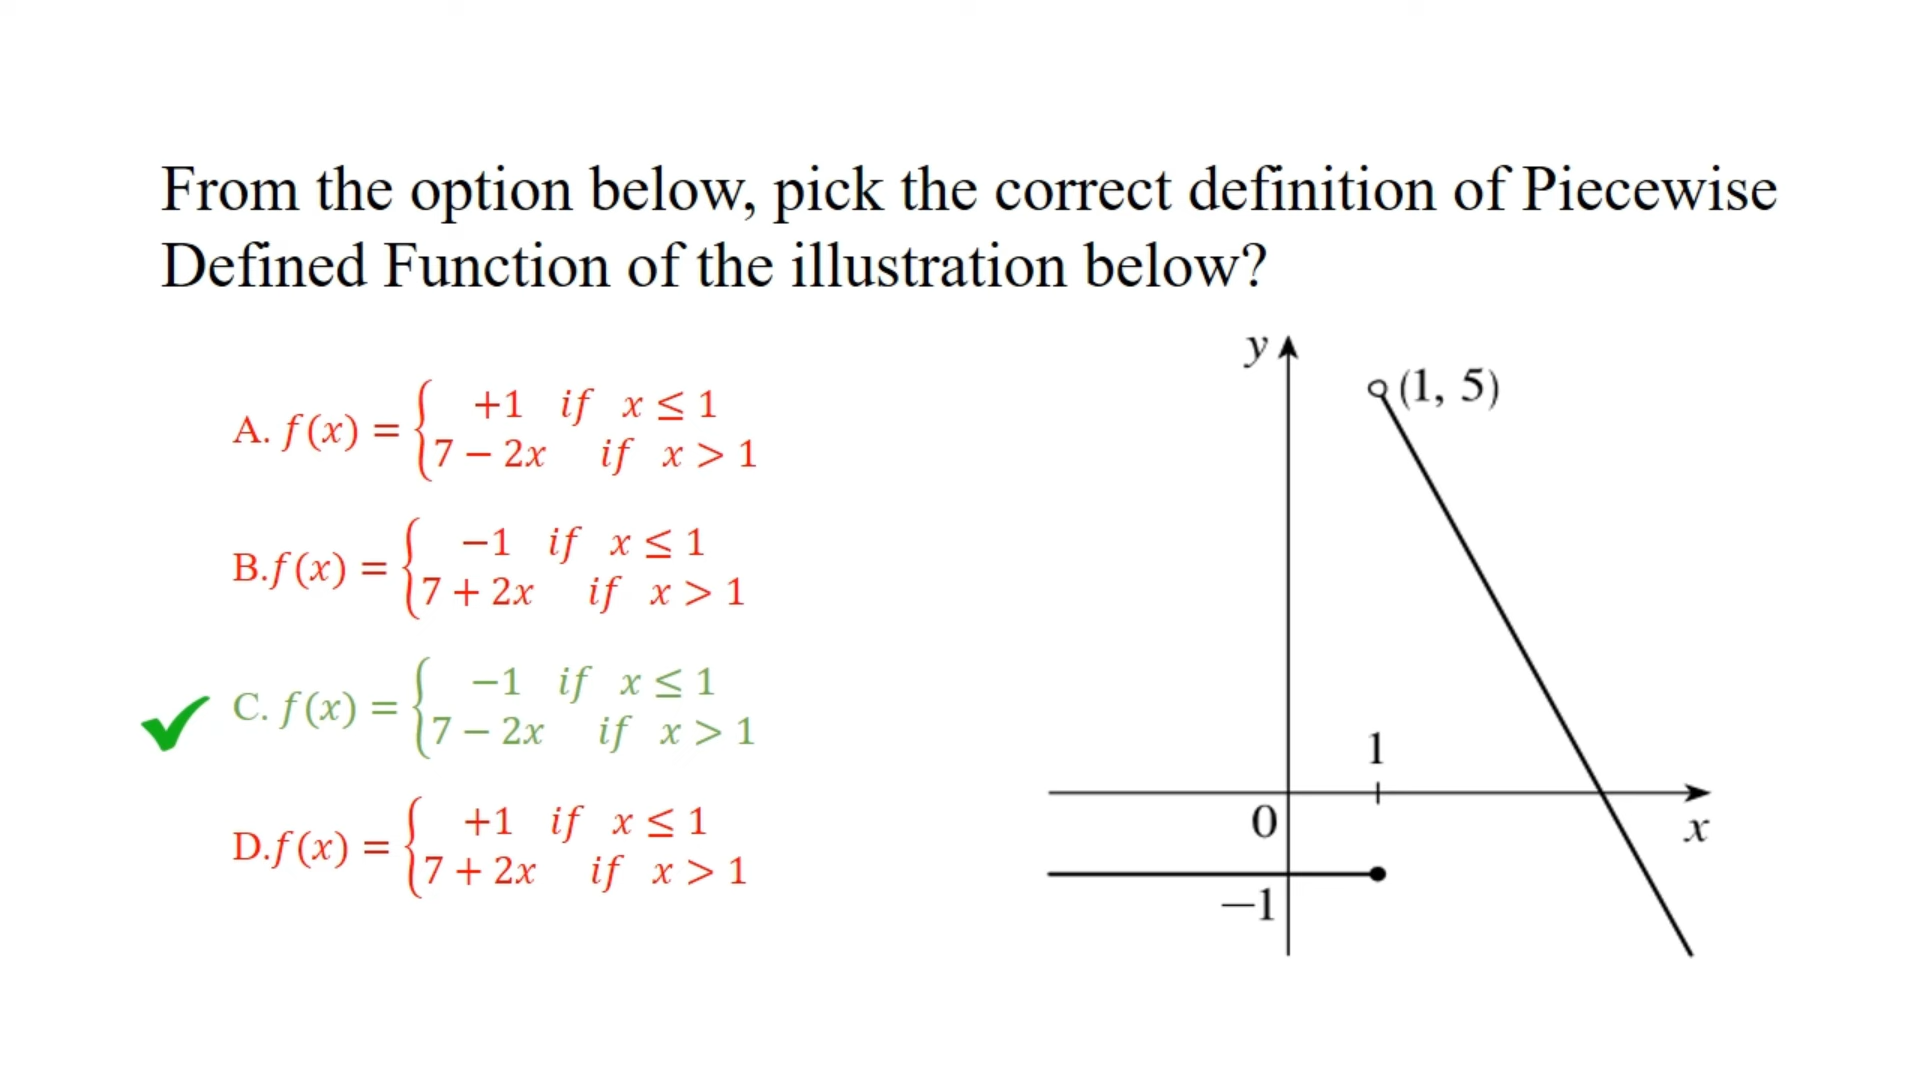 From the option below, pick the correct definition of Piecewise
Defined Function of the illustration below?
A. f(x) = { +1 if x ≤ 1
7 − 2x if x > 1
B.f(x) = { −1 if x ≤ 1
7 + 2x if x > 1
C. f(x) = { −1 if x ≤ 1
7 − 2x if x > 1
D.f(x) = { +1 if x ≤ 1
7 + 2x if x > 1
y
(1, 5)
1
0
x
−1